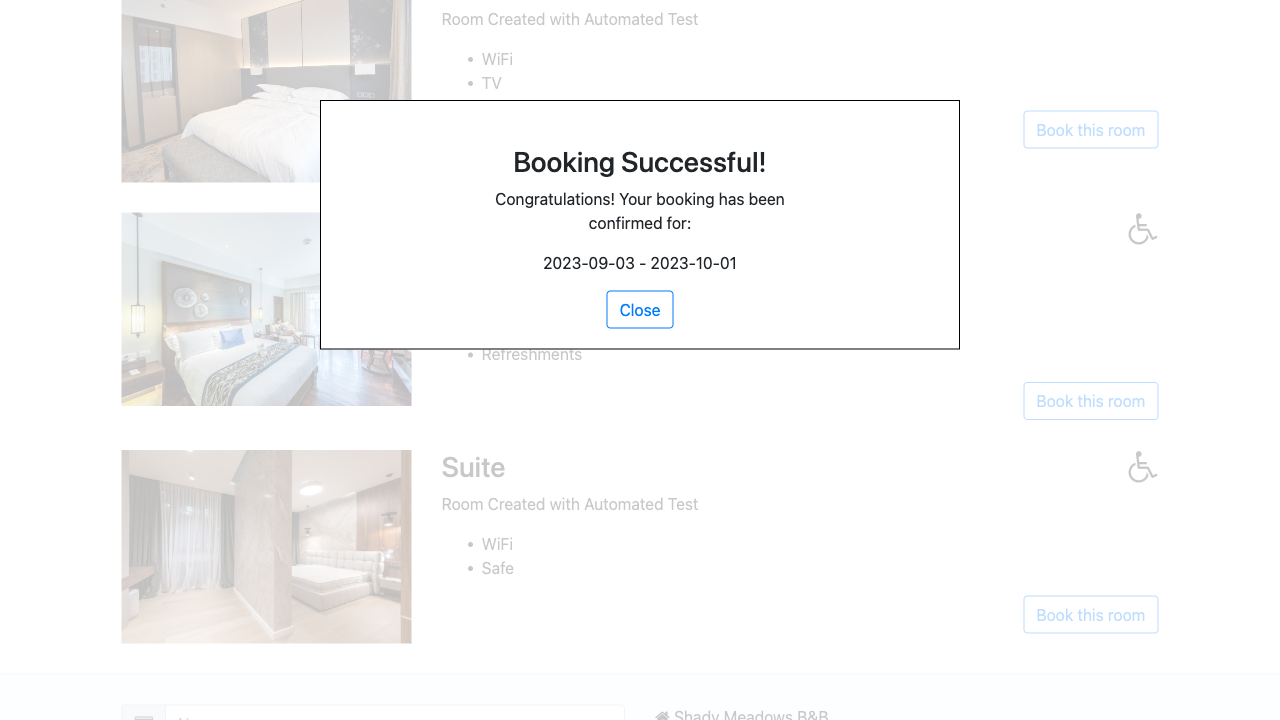 Room Created with Automated Test
WiFi
TV
Book this room
Booking Successful!
Congratulations! Your booking has been
confirmed for:
2023-09-03 - 2023-10-01
Close
Refreshments
Book this room
Suite
Room Created with Automated Test
WiFi
Safe
Book this room
Shady Meadows B&B